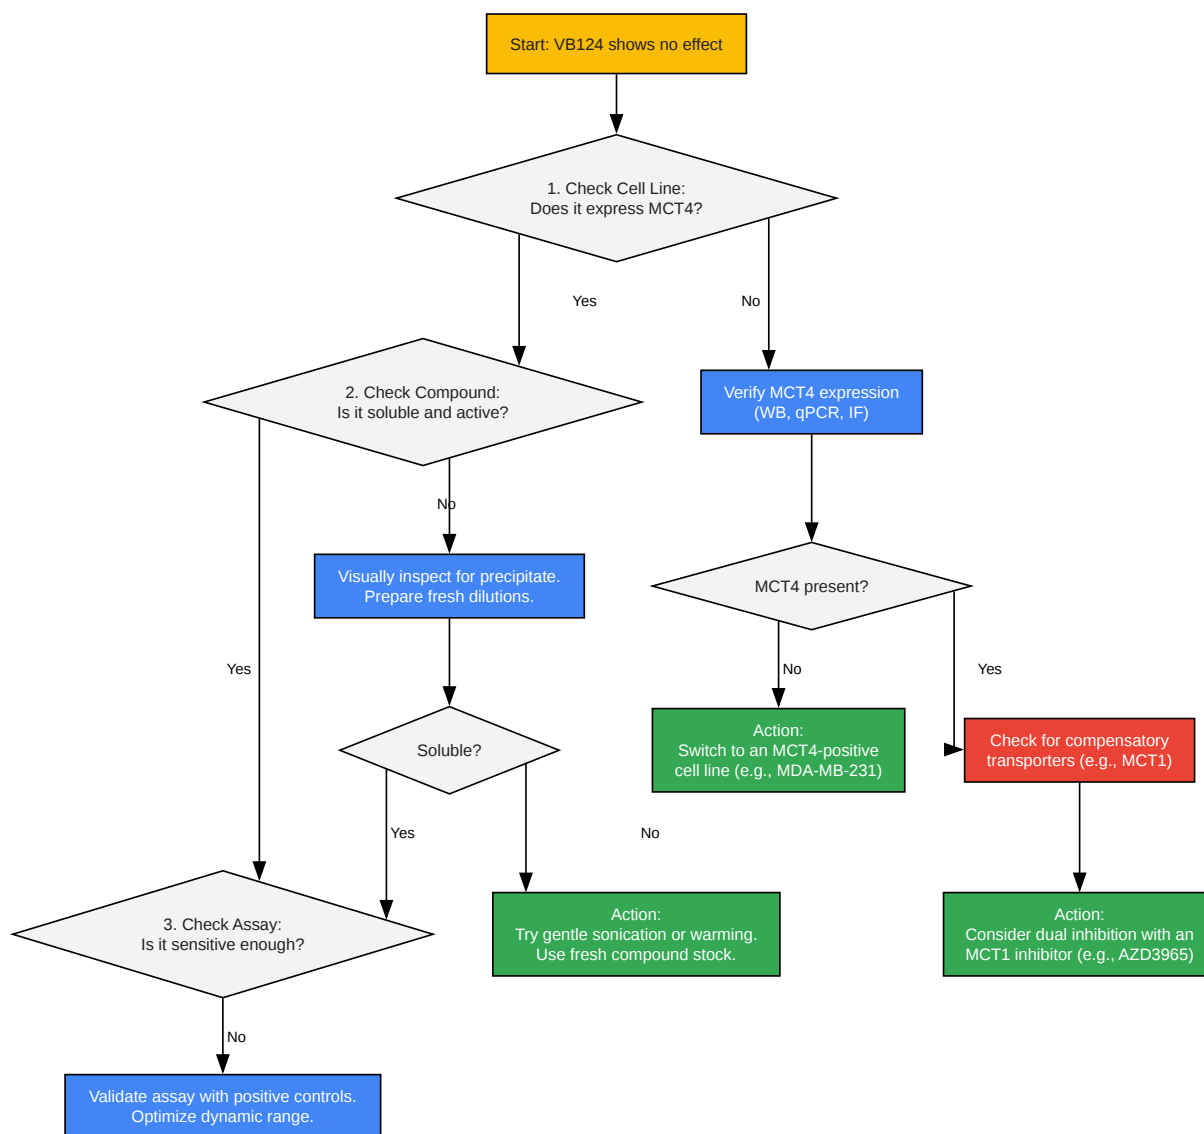 Start: VB124 shows no effect
1. Check Cell Line:
Does it express MCT4?
Yes
No
2. Check Compound:
Is it soluble and active?
Verify MCT4 expression
(WB, qPCR, IF)
No
Visually inspect for precipitate.
Prepare fresh dilutions.
MCT4 present?
Yes
No
Yes
Soluble?
Action:
Switch to an MCT4-positive
cell line (e.g., MDA-MB-231)
Check for compensatory
transporters (e.g., MCT1)
Yes
No
3. Check Assay:
Is it sensitive enough?
Action:
Try gentle sonication or warming.
Use fresh compound stock.
Action:
Consider dual inhibition with an
MCT1 inhibitor (e.g., AZD3965)
No
Validate assay with positive controls.
Optimize dynamic range.